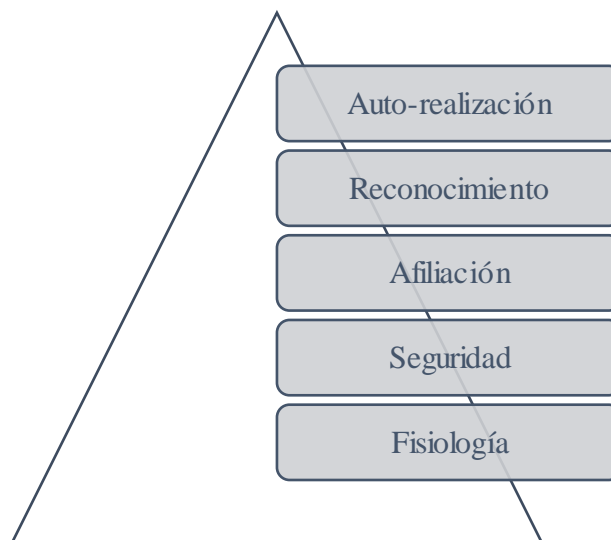 Auto-realización
Reconocimiento
Afiliación
Seguridad
Fisiología